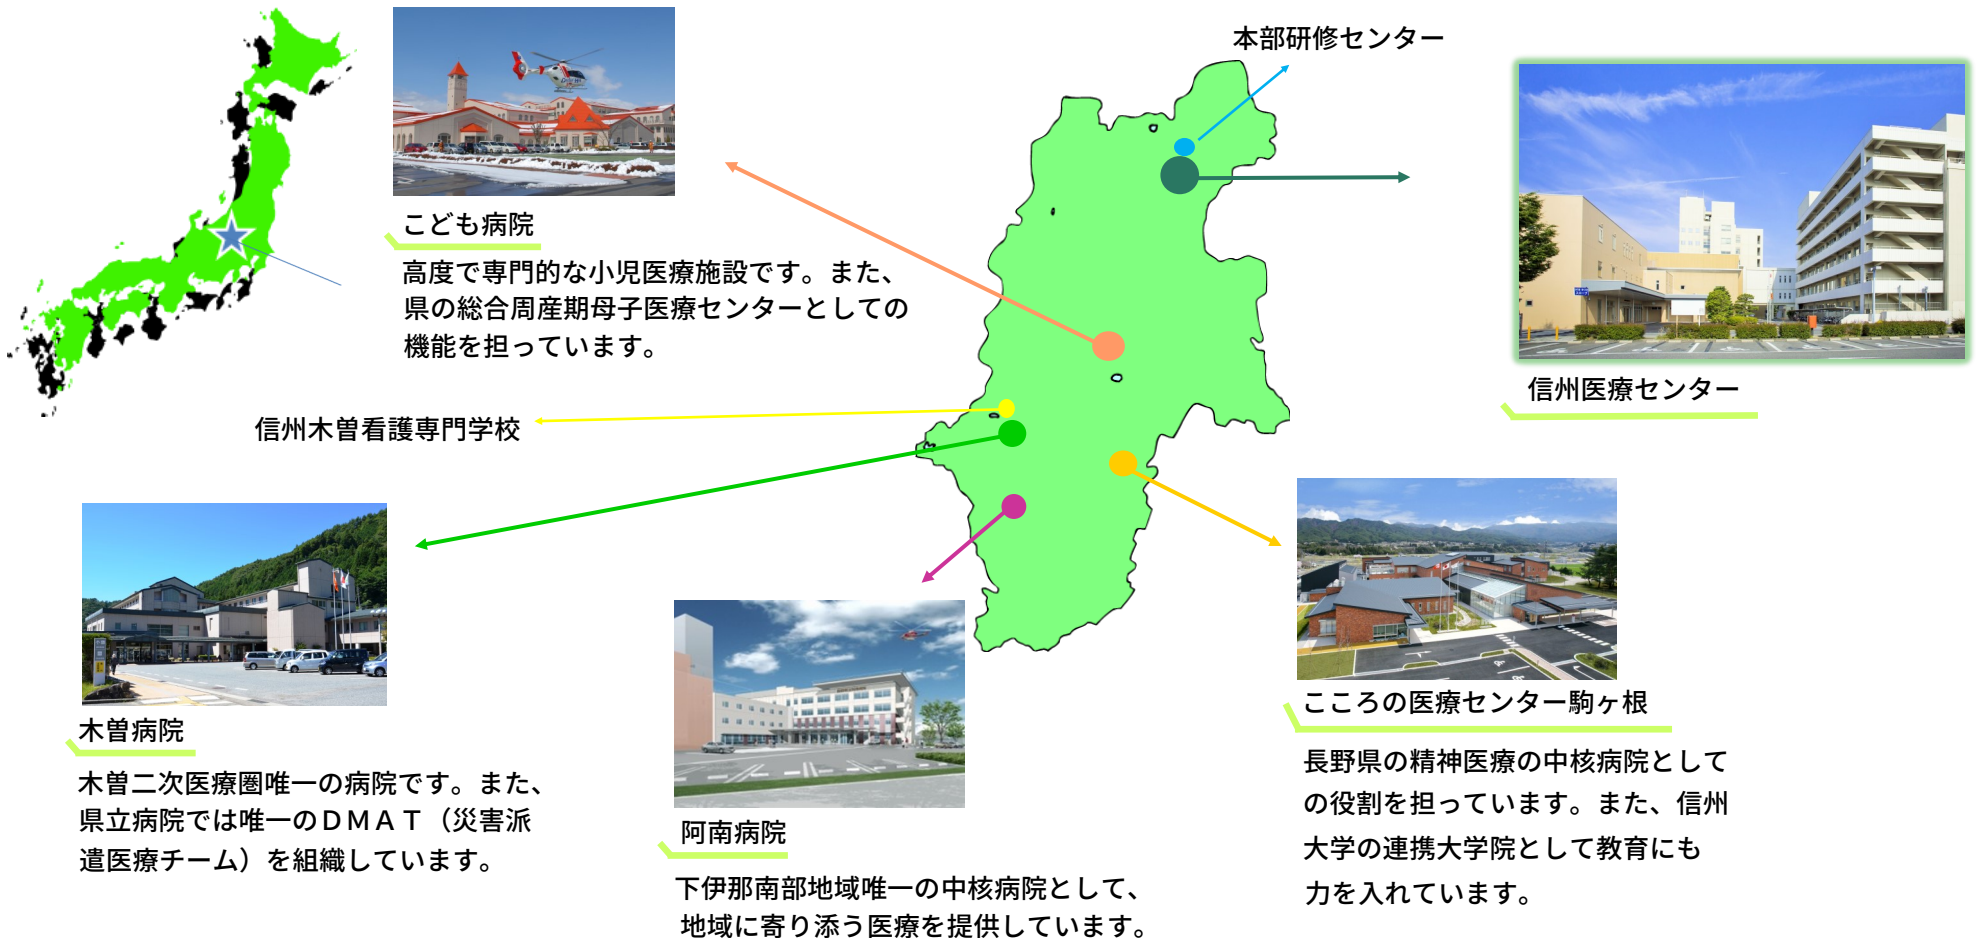 本部研修センター
こども病院
高度で専門的な小児医療施設です。また、
県の総合周産期母子医療センターとしての
機能を担っています。
信州医療センター
信州木曽看護専門学校
木曽病院
木曽二次医療圏唯一の病院です。また、
県立病院では唯一のＤＭＡＴ（災害派
遣医療チーム）を組織しています。
阿南病院
下伊那南部地域唯一の中核病院として、
地域に寄り添う医療を提供しています。
こころの医療センター駒ヶ根
長野県の精神医療の中核病院として
の役割を担っています。また、信州
大学の連携大学院として教育にも
力を入れています。